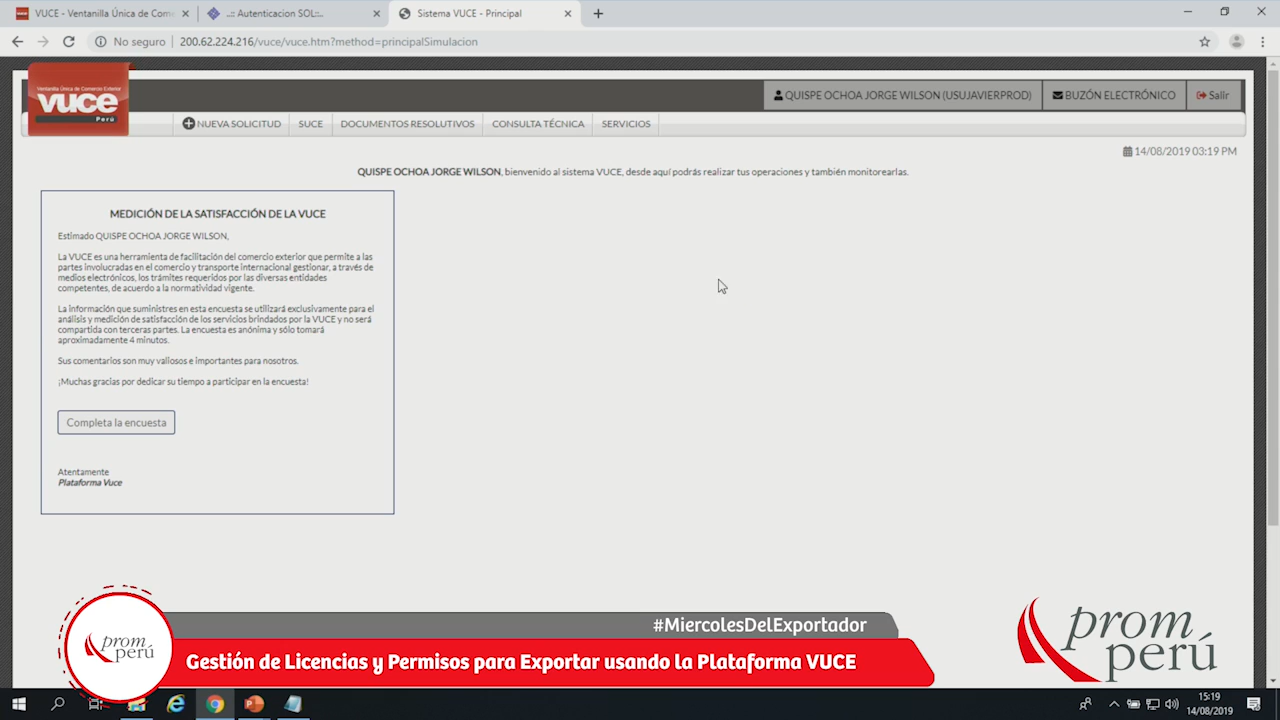 VUCE - Ventanilla Única de Com
..:: Autenticacion SOL::..
Sistema VUCE - Principal
No seguro | 200.62.224.216/vuce/vuce.htm?method=principalSimulacion
Ventanilla Única de Comercio Exterior
vuce
Perú
QUISPE OCHOA JORGE WILSON (USUJAVIERPROD)
BUZÓN ELECTRÓNICO
Salir
NUEVA SOLICITUD
SUCE
DOCUMENTOS RESOLUTIVOS
CONSULTA TÉCNICA
SERVICIOS
14/08/2019 03:19 PM
QUISPE OCHOA JORGE WILSON, bienvenido al sistema VUCE, desde aquí podrás realizar tus operaciones y también monitorearlas.
MEDICIÓN DE LA SATISFACCIÓN DE LA VUCE
Estimado QUISPE OCHOA JORGE WILSON,
La VUCE es una herramienta de facilitación del comercio exterior que permite a las
partes involucradas en el comercio y transporte internacional gestionar, a través de
medios electrónicos, los trámites requeridos por las diversas entidades
competentes, de acuerdo a la normatividad vigente.
La información que suministres en esta encuesta se utilizará exclusivamente para el
análisis y medición de satisfacción de los servicios brindados por la VUCE y no será
compartida con terceras partes. La encuesta es anónima y sólo tomará
aproximadamente 4 minutos.
Sus comentarios son muy valiosos e importantes para nosotros.
¡Muchas gracias por dedicar su tiempo a participar en la encuesta!
Completa la encuesta
Atentamente
Plataforma Vuce
#MiercolesDelExportador
Gestión de Licencias y Permisos para Exportar usando la Plataforma VUCE
prom
perú
prom
perú
15:19
14/08/2019